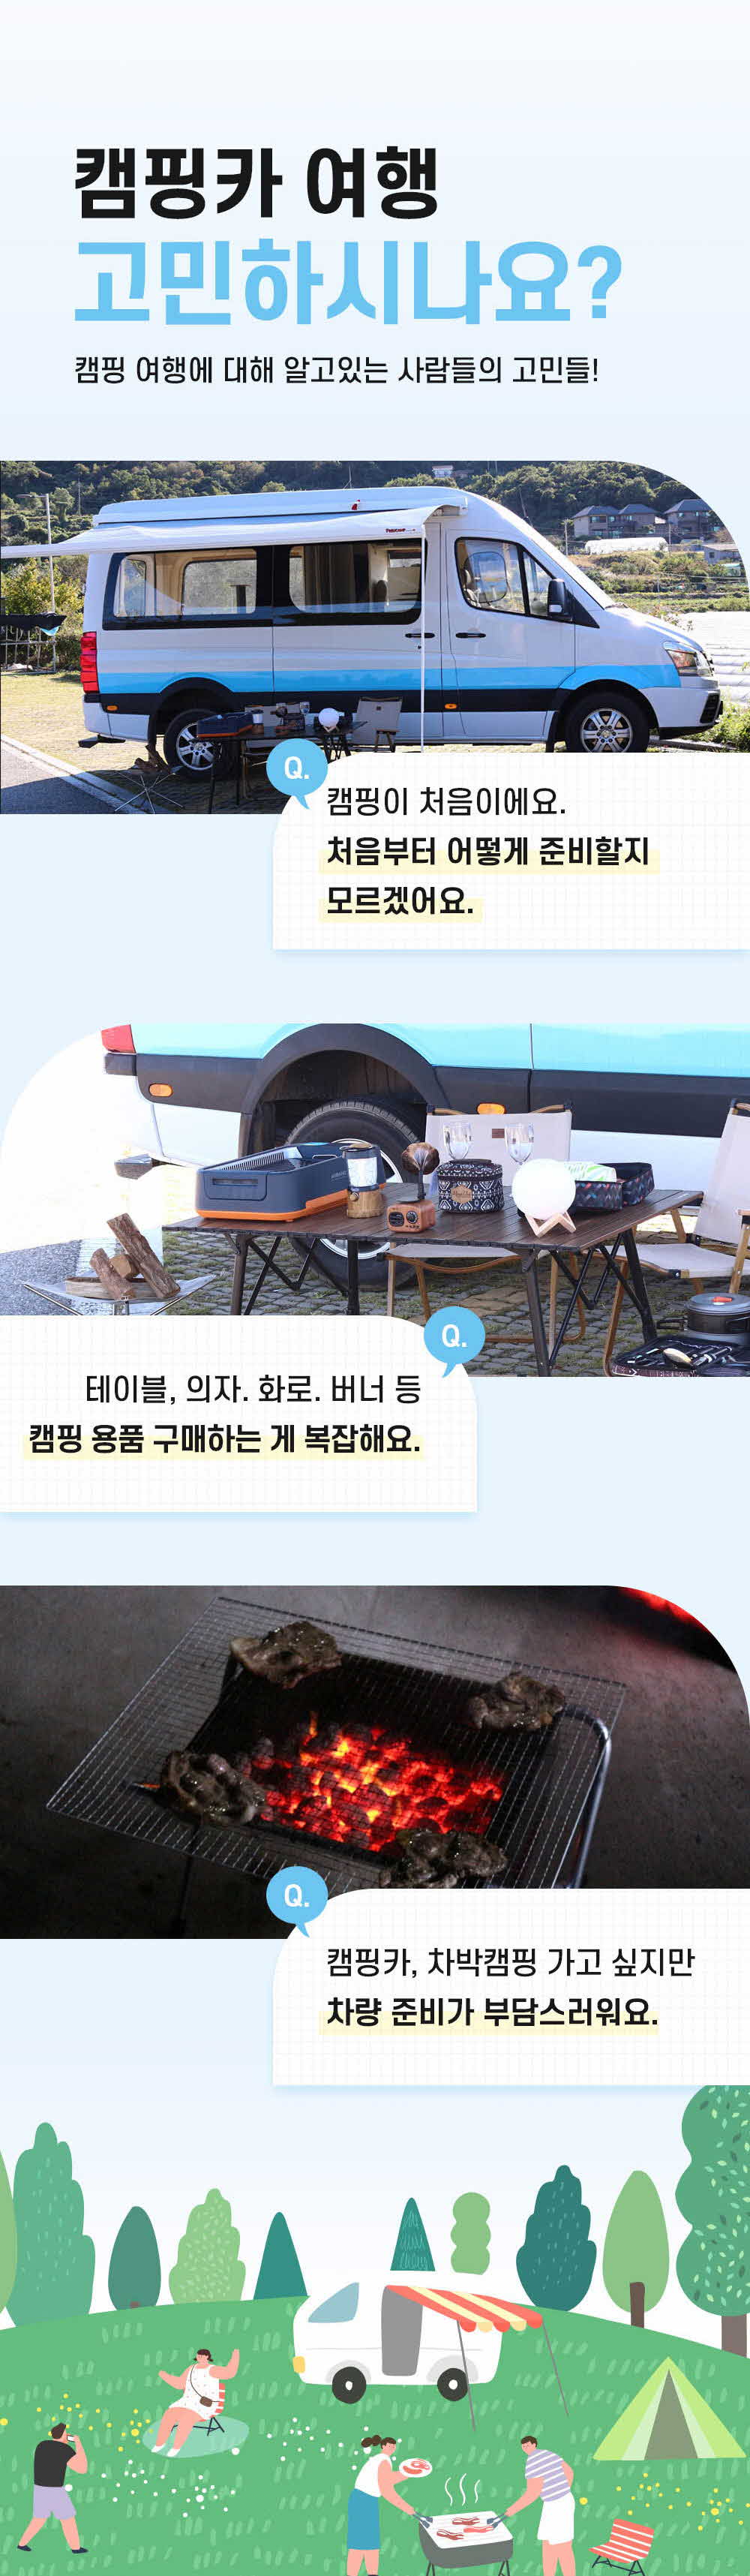 캠핑카 여행
고민하시나요?
캠핑 여행에 대해 알고있는 사람들의 고민들!
Q.
캠핑이 처음이에요.
처음부터 어떻게 준비할지
모르겠어요.
Q.
테이블, 의자. 화로. 버너 등
캠핑 용품 구매하는 게 복잡해요.
Q.
캠핑카, 차박캠핑 가고 싶지만
차량 준비가 부담스러워요.